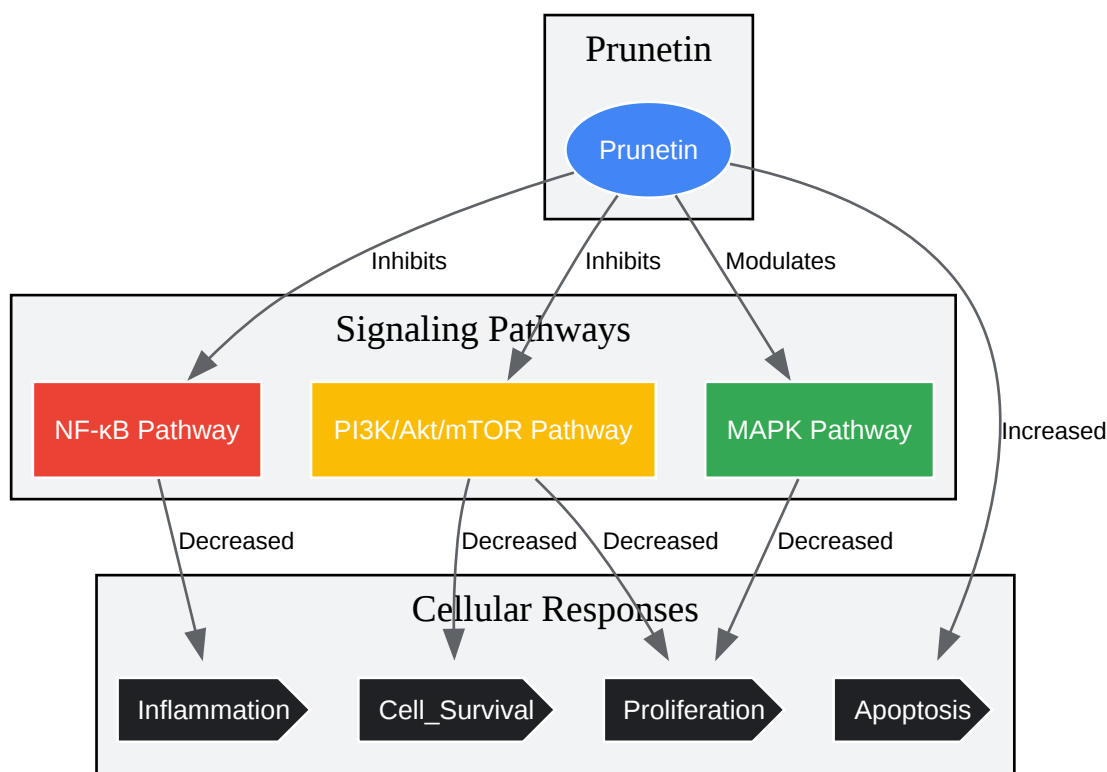 Prunetin
Prunetin
Inhibits
Inhibits
Modulates
Signaling Pathways
NF-κB Pathway
PI3K/Akt/mTOR Pathway
MAPK Pathway
Increased
Decreased
Decreased
Decreased
Decreased
Cellular Responses
Inflammation
Cell_Survival
Proliferation
Apoptosis